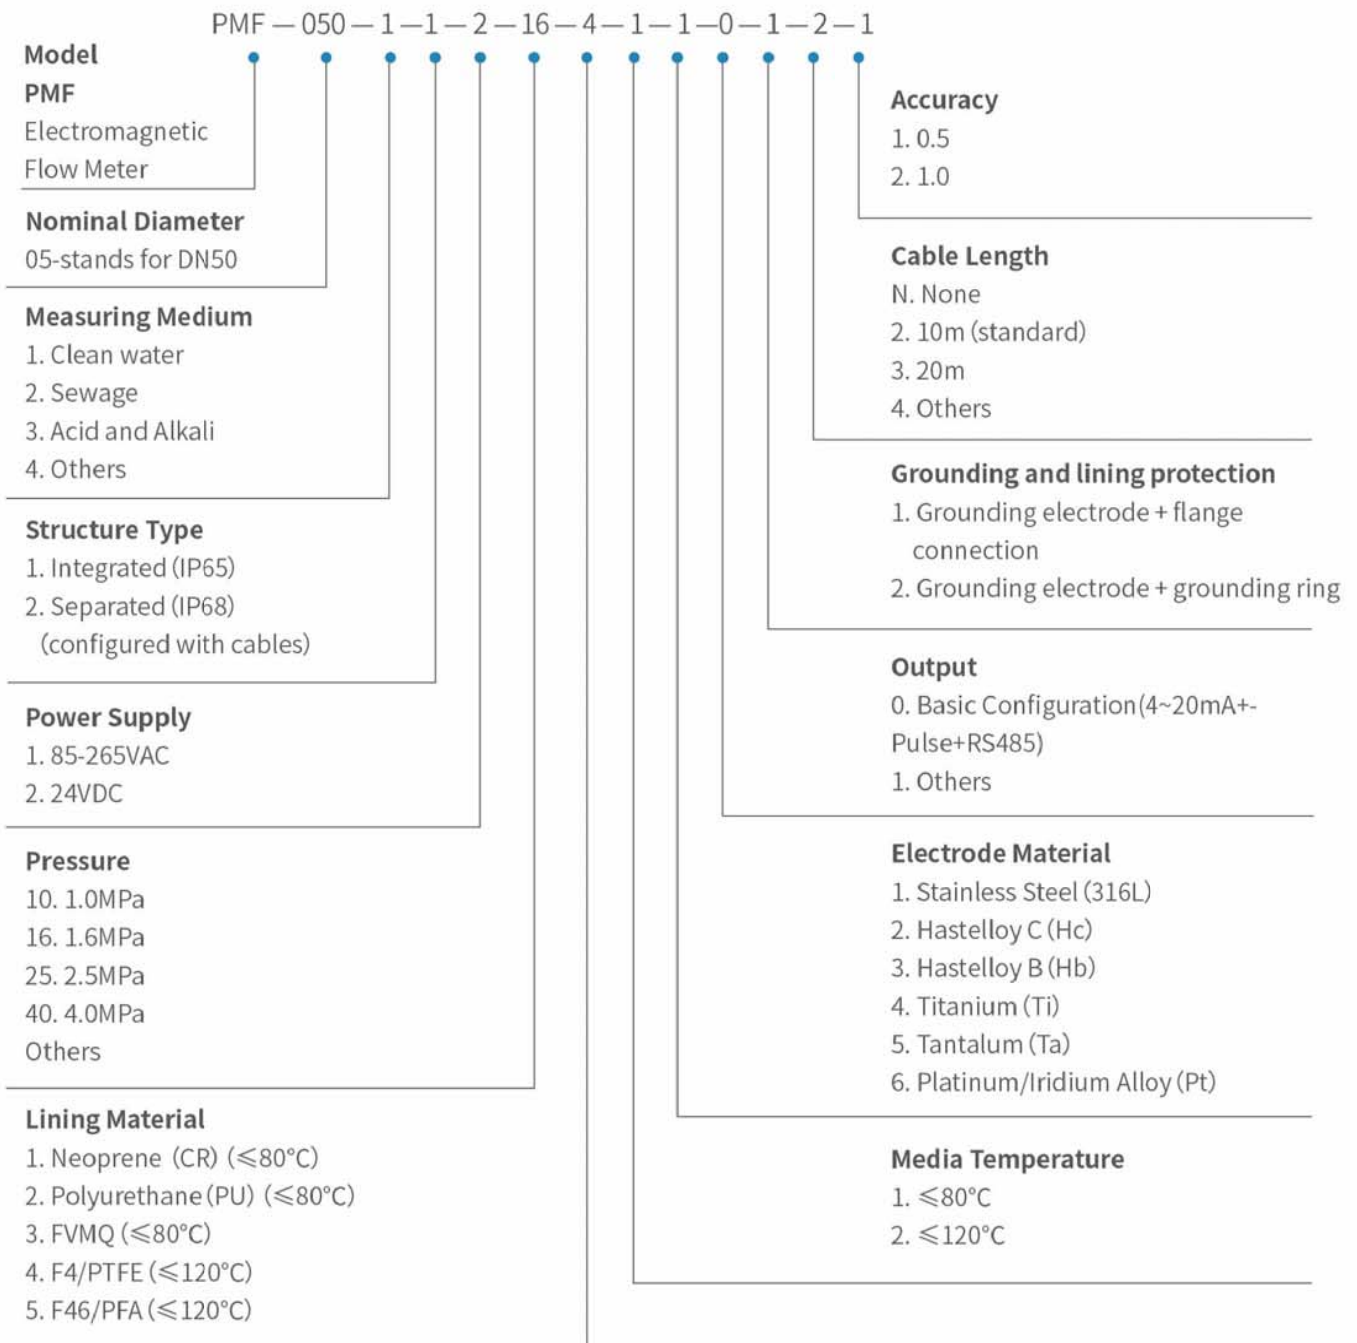 PMF－050－1－1－2－16－4－1－1－0－1－2－1
Model
PMF
Electromagnetic
Flow Meter
Nominal Diameter
05-stands for DN50
Measuring Medium
1. Clean water
2. Sewage
3. Acid and Alkali
4. Others
Structure Type
1. Integrated (IP65)
2. Separated (IP68)
(configured with cables)
Power Supply
1. 85-265VAC
2. 24VDC
Pressure
10. 1.0MPa
16. 1.6MPa
25. 2.5MPa
40. 4.0MPa
Others
Lining Material
1. Neoprene (CR) (≤80°C)
2. Polyurethane (PU) (≤80°C)
3. FVMQ (≤80°C)
4. F4/PTFE (≤120°C)
5. F46/PFA (≤120°C)
Accuracy
1. 0.5
2. 1.0
Cable Length
N. None
2. 10m (standard)
3. 20m
4. Others
Grounding and lining protection
1. Grounding electrode + flange
connection
2. Grounding electrode + grounding ring
Output
0. Basic Configuration(4~20mA+-
Pulse+RS485)
1. Others
Electrode Material
1. Stainless Steel (316L)
2. Hastelloy C (Hc)
3. Hastelloy B (Hb)
4. Titanium (Ti)
5. Tantalum (Ta)
6. Platinum/Iridium Alloy (Pt)
Media Temperature
1. ≤80°C
2. ≤120°C